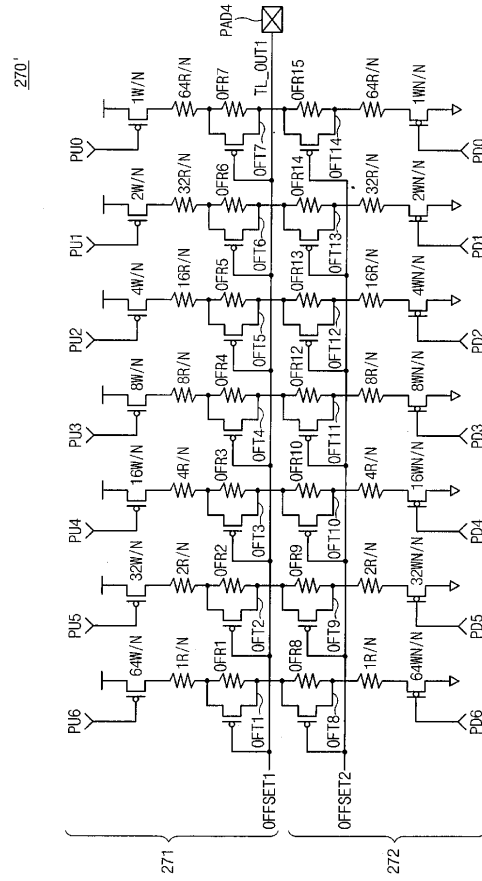 270'
PU6 PU5 PU4 PU3 PU2 PU1 PU0
64W/N 32W/N 16W/N 8W/N 4W/N 2W/N 1W/N
1R/N 2R/N 4R/N 8R/N 16R/N 32R/N 64R/N
OFR1 OFR2 OFR3 OFR4 OFR5 OFR6 OFR7
OFT1 OFT2 OFT3 OFT4 OFT5 OFT6 OFT7
271
OFFSET1
TL_OUT1
PAD4
OFR8 OFR9 OFR10 OFR12 OFR13 OFR14 OFR15
OFT8 OFT9 OFT10 OFT11 OFT12 OFT13 OFT14
OFFSET2
272
1R/N 2R/N 4R/N 8R/N 16R/N 32R/N 64R/N
64WN/N 32WN/N 16WN/N 8WN/N 4WN/N 2WN/N 1WN/N
PD6 PD5 PD4 PD3 PD2 PD1 PD0